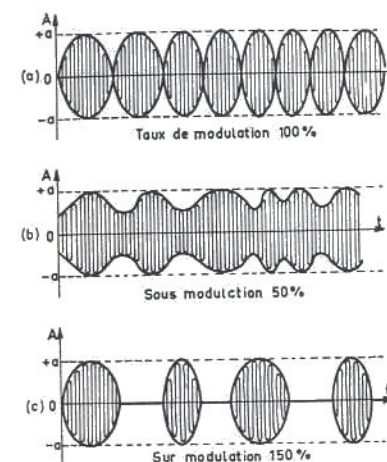 A
+a
(a) 0
-a
Taux de modulation 100%
A
+a
(b) 0
t
-a
Sous modulction 50%
A
+a
(c) 0
-a
Sur modulation 150%